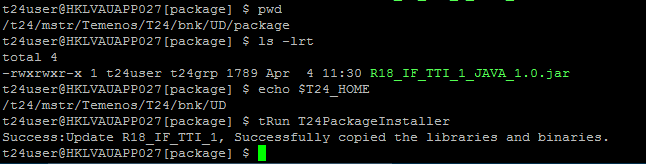 t24user@HKLVAUAPP027[package] $ pwd
/t24/mstr/Temenos/T24/bnk/UD/package
t24user@HKLVAUAPP027[package] $ ls -lrt
total 4
-rwxrwxr-x 1 t24user t24grp 1789 Apr  4 11:30 R18_IF_TTI_1_JAVA_1.0.jar
t24user@HKLVAUAPP027[package] $ echo $T24_HOME
/t24/mstr/Temenos/T24/bnk/UD
t24user@HKLVAUAPP027[package] $ tRun T24PackageInstaller
Success:Update R18_IF_TTI_1, Successfully copied the libraries and binaries.
t24user@HKLVAUAPP027[package] $